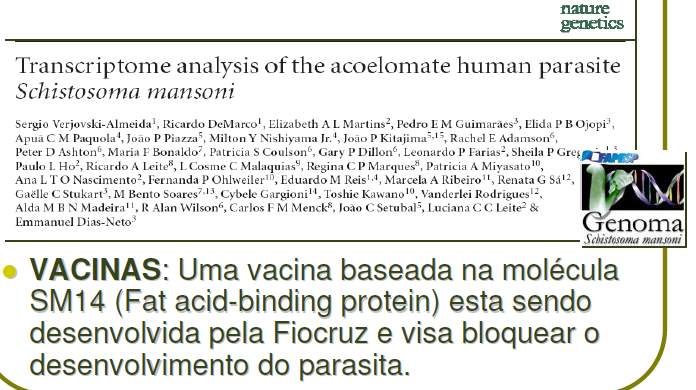 nature
genetics
Transcriptome analysis of the acoelomate human parasite
Schistosoma mansoni
Sergio Verjovski-Almeida¹, Ricardo DeMarco¹, Elizabeth A L Martins², Pedro E M Guimarães³, Elida P B Ojopi³,
Apuã C M Paquola⁴, João P Piazza⁵, Milton Y Nishiyama Jr.⁴, João P Kitajima⁵,¹⁵, Rachel E Adamson⁶,
Peter D Ashton⁶, Maria F Bonaldo⁷, Patricia S Coulson⁶, Gary P Dillon⁶, Leonardo P Farias², Sheila P
Paulo L Ho², Ricardo A Leite⁸, L Cosme C Malaquias⁹, Regina C P Marques⁸, Patricia A Miyasato¹⁰,
Ana L T O Nascimento², Fernanda P Ohlweiler¹⁰, Eduardo M Reis¹,⁴, Marcela A Ribeiro¹¹, Renata G Sá¹²,
Gaëlle C Stukart³, M Bento Soares⁷,¹³, Cybele Gargioni¹⁴, Toshie Kawano¹⁰, Vanderlei Rodrigues¹²,
Alda M B N Madeira¹¹, R Alan Wilson⁶, Carlos F M Menck⁸, João C Setubal⁵, Luciana C C Leite² &
Emmanuel Dias-Neto³
FAPESP
Genoma
Schistosoma mansoni
VACINAS: Uma vacina baseada na molécula
SM14 (Fat acid-binding protein) esta sendo
desenvolvida pela Fiocruz e visa bloquear o
desenvolvimento do parasita.